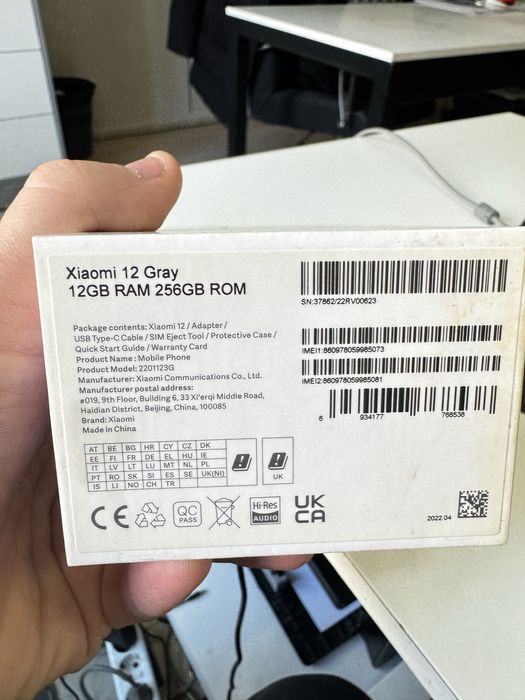 Xiaomi 12 Gray
12GB RAM 256GB ROM
Package contents: Xiaomi 12 / Adapter /
USB Type-C Cable / SIM Eject Tool / Protective Case /
Quick Start Guide / Warranty Card
Product Name: Mobile Phone
Product Model: 2201123G
Manufacturer: Xiaomi Communications Co., Ltd.
Manufacturer postal address:
#019, 9th Floor, Building 6, 33 Xi'erqi Middle Road,
Haidian District, Beijing, China, 100085
Brand: Xiaomi
Made in China
SN:37862/22RV00623
IMEI1:860978059985073
IMEI2:860978059985081
6 934177 768538
AT BE BG HR CY CZ DK
EE FI FR DE EL HU IE
IT LV LT LU MT NL PL
PT RO SK SI ES SE UK(NI)
IS LI NO CH TR
UK
CE
QC
PASS
Hi-Res
AUDIO
UK
CA
2022.04